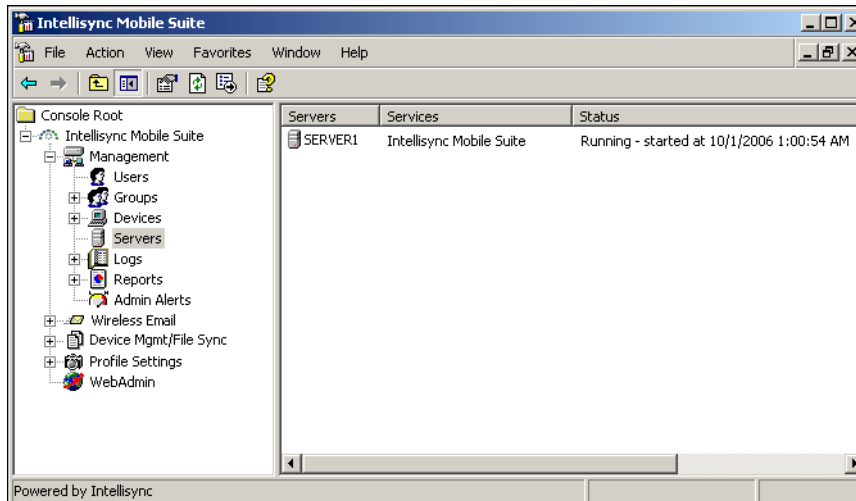 Intellisync Mobile Suite
File Action View Favorites Window Help
Console Root
Intellisync Mobile Suite
Management
Users
Groups
Devices
Servers
Logs
Reports
Admin Alerts
Wireless Email
Device Mgmt/File Sync
Profile Settings
WebAdmin
Servers Services Status
SERVER1 Intellisync Mobile Suite Running - started at 10/1/2006 1:00:54 AM
Powered by Intellisync